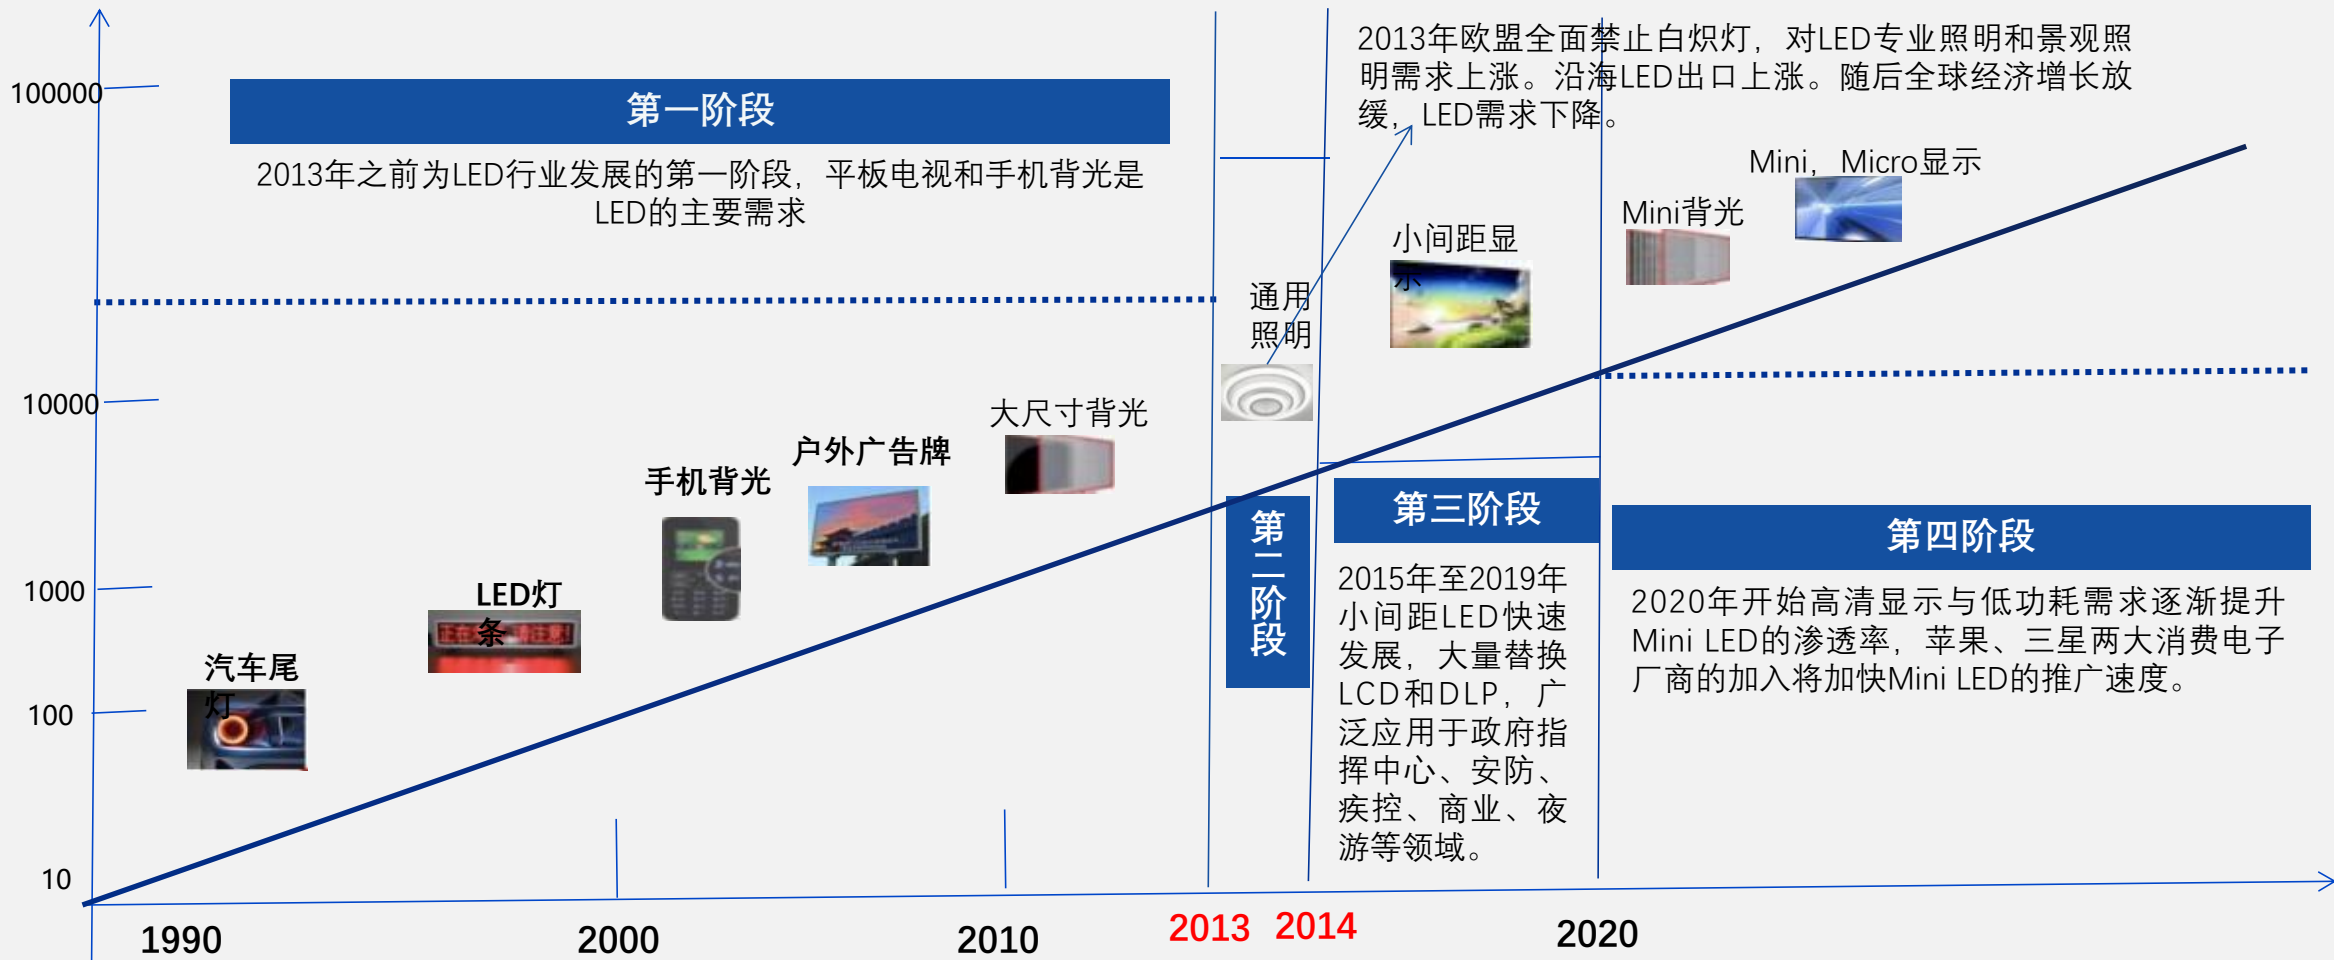 100000
10000
1000
100
10
第一阶段
2013年之前为LED行业发展的第一阶段，平板电视和手机背光是
LED的主要需求
2013年欧盟全面禁止白炽灯，对LED专业照明和景观照
明需求上涨。沿海LED出口上涨。随后全球经济增长放
缓，LED需求下降。
Mini，Micro显示
Mini背光
小间距显
示
通用
照明
大尺寸背光
户外广告牌
手机背光
LED灯
条
汽车尾
灯
第二阶段
第三阶段
2015年至2019年
小间距LED快速
发展，大量替换
LCD和DLP，广
泛应用于政府指
挥中心、安防、
疾控、商业、夜
游等领域。
第四阶段
2020年开始高清显示与低功耗需求逐渐提升
Mini LED的渗透率，苹果、三星两大消费电子
厂商的加入将加快Mini LED的推广速度。
1990
2000
2010
2013
2014
2020